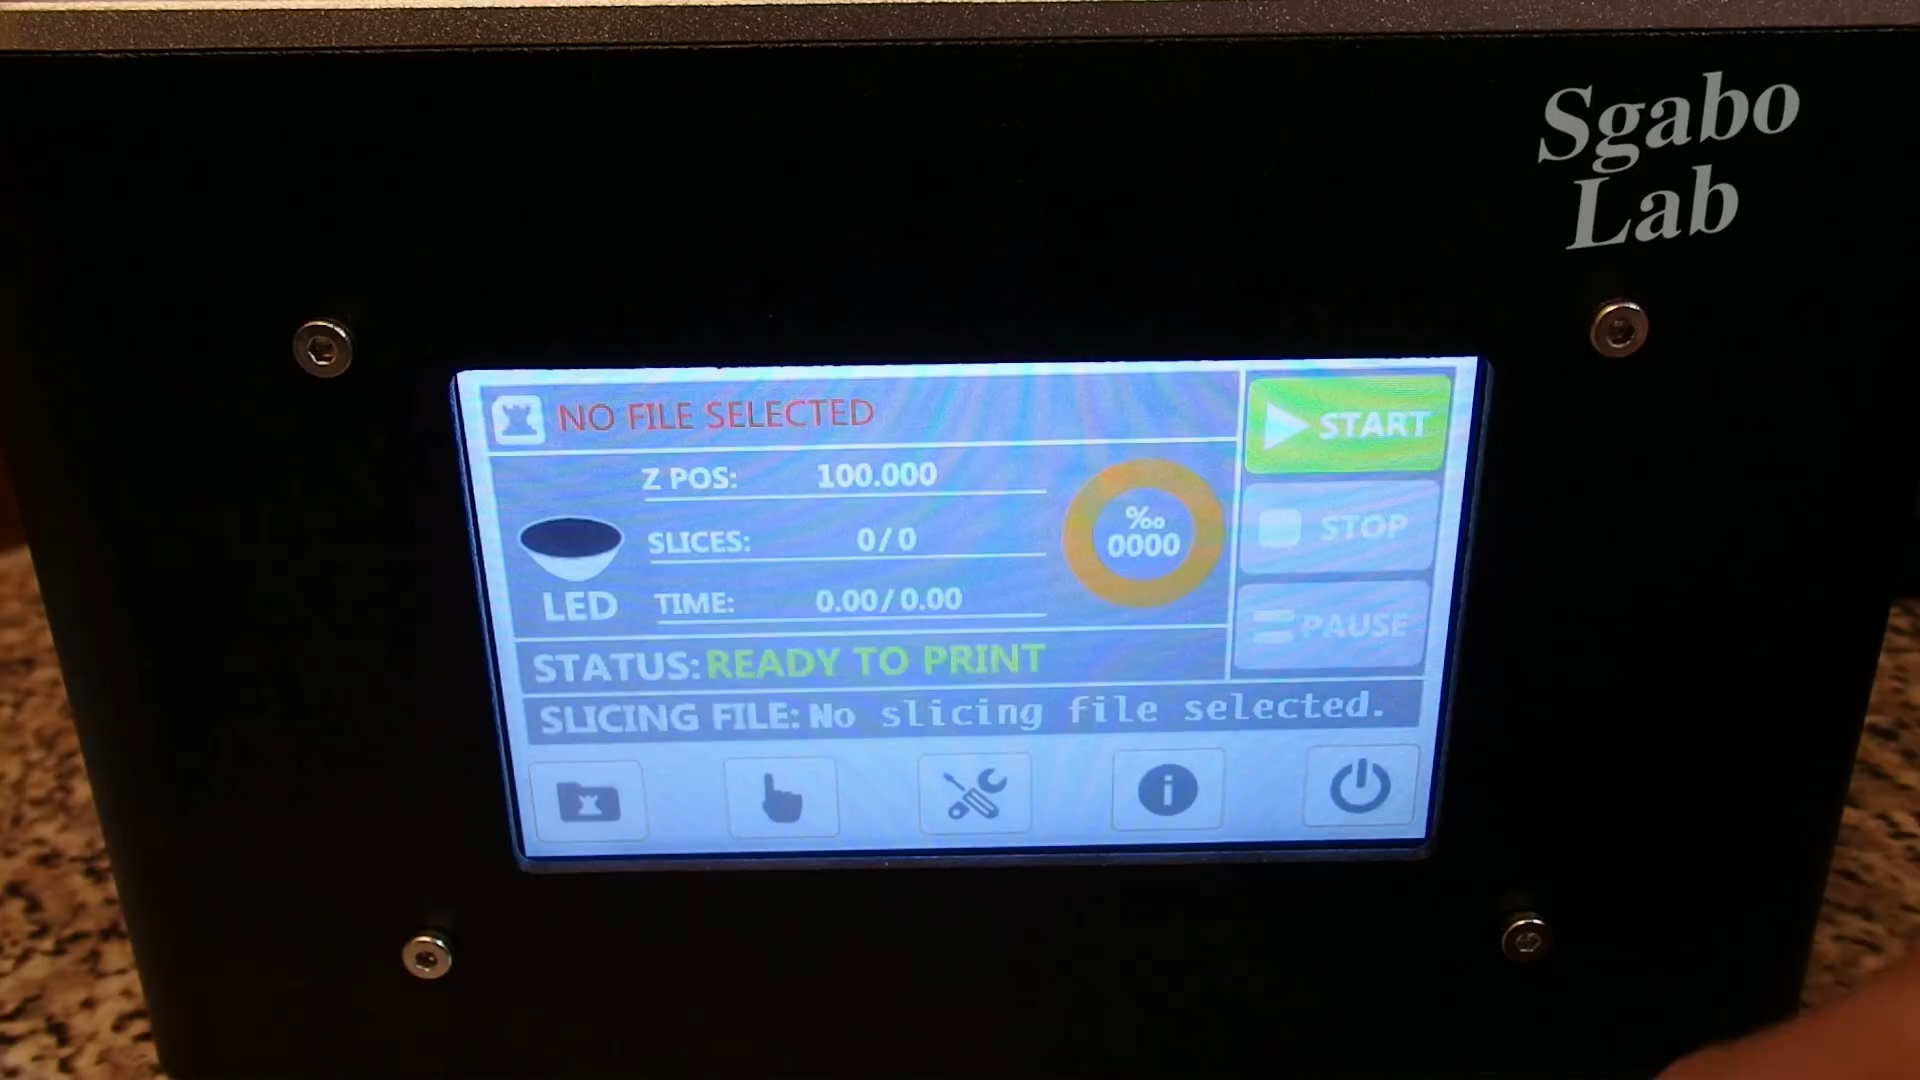 Sgabo
Lab
NO FILE SELECTED
START
Z POS: 100.000
‰
0000
SLICES: 0/0
STOP
LED
TIME: 0.00/0.00
PAUSE
STATUS: READY TO PRINT
SLICING FILE: No slicing file selected.
i